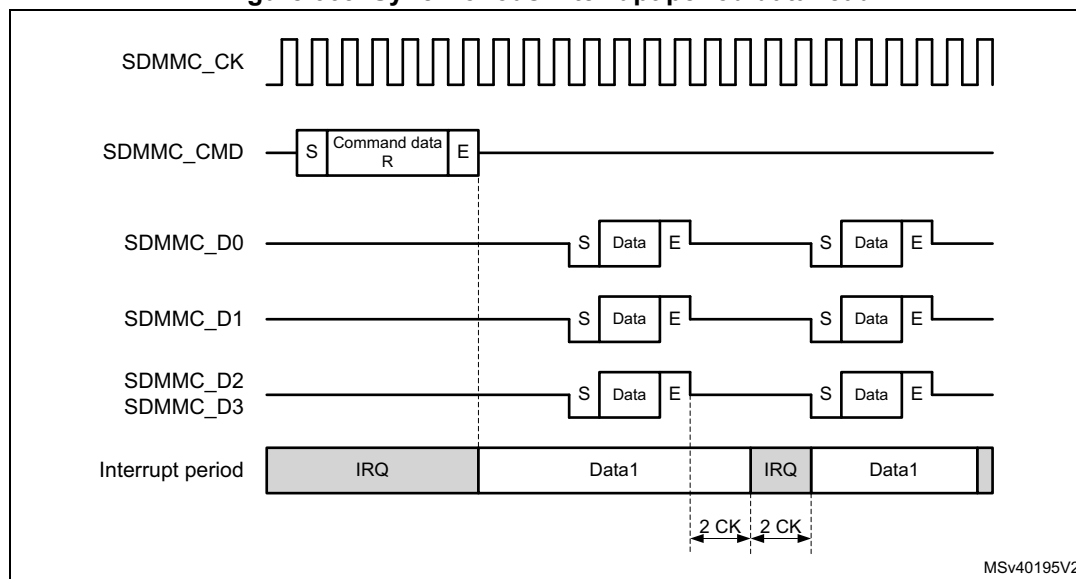 SDMMC_CK
SDMMC_CMD
S
Command data
R
E
SDMMC_D0
S
Data
E
S
Data
E
SDMMC_D1
S
Data
E
S
Data
E
SDMMC_D2
SDMMC_D3
S
Data
E
S
Data
E
Interrupt period
IRQ
Data1
IRQ
Data1
2 CK
2 CK
MSv40195V2